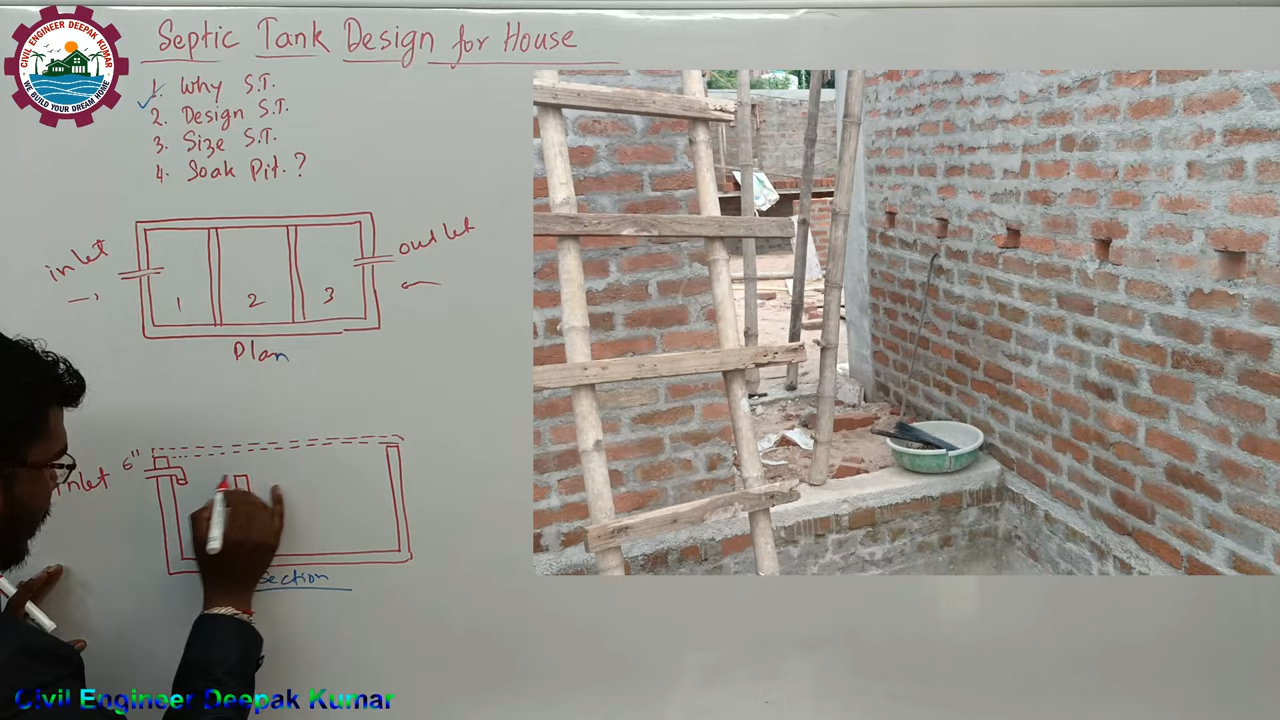 CIVIL ENGINEER DEEPAK KUMAR
WE BUILD YOUR DREAM HOME
Septic Tank Design for House
1. Why S.T.
2. Design S.T.
3. Size S.T.
4. Soak Pit. ?
inlet
outlet
1 2 3
Plan
6"
inlet
Section
Civil Engineer Deepak Kumar